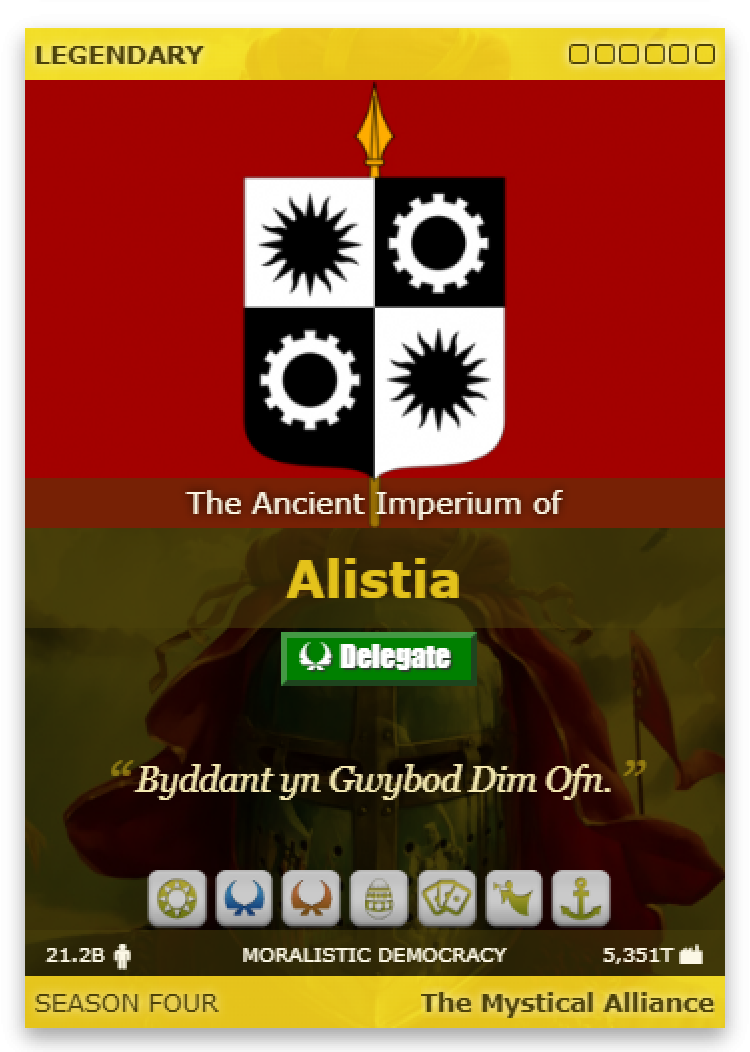 LEGENDARY
The Ancient Imperium of
Alistia
Delegate
“Byddant yn Gwybod Dim Ofn.”
21.2B MORALISTIC DEMOCRACY 5,351T
SEASON FOUR The Mystical Alliance